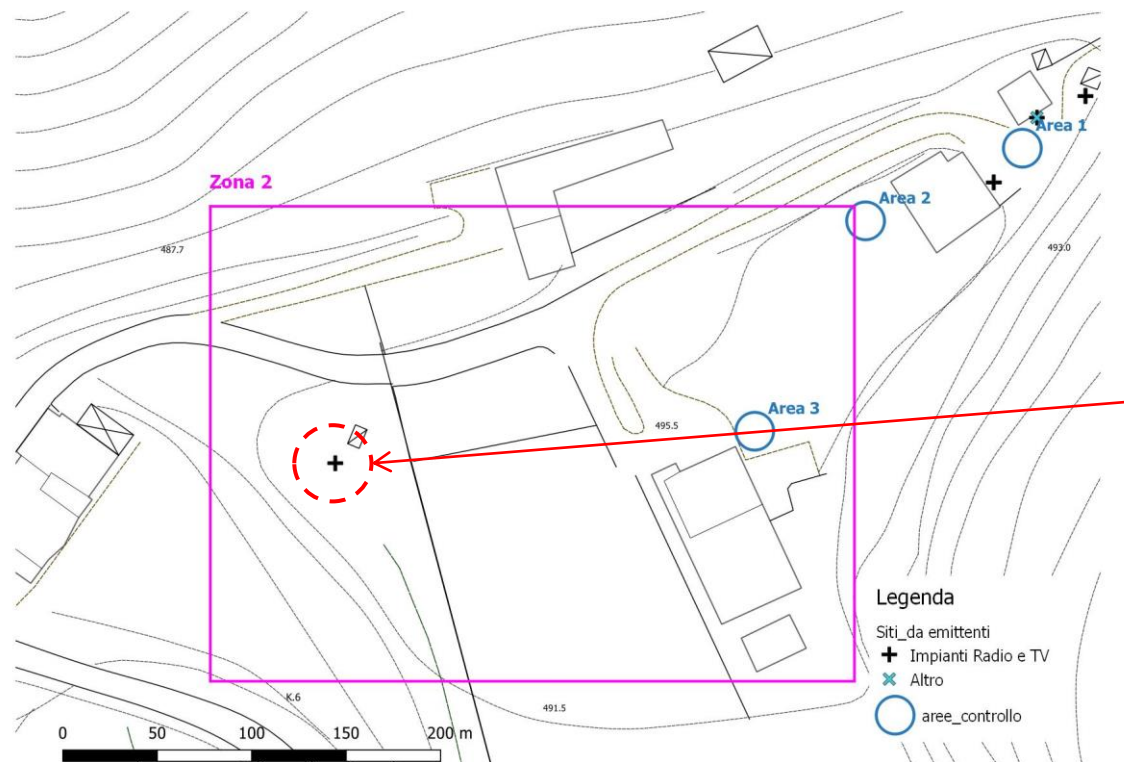 Area 1
Zona 2
Area 2
487.7
493.0
Area 3
495.5
Legenda
Siti_da emittenti
Impianti Radio e TV
Altro
aree_controllo
K.6
491.5
0 50 100 150 200 m